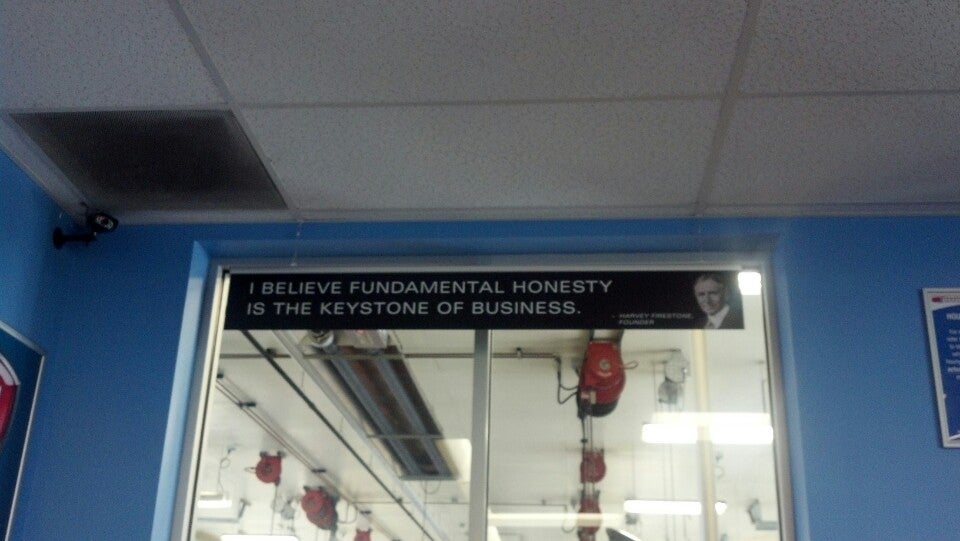 I BELIEVE FUNDAMENTAL HONESTY
IS THE KEYSTONE OF BUSINESS.
– HARVEY FIRESTONE,
FOUNDER